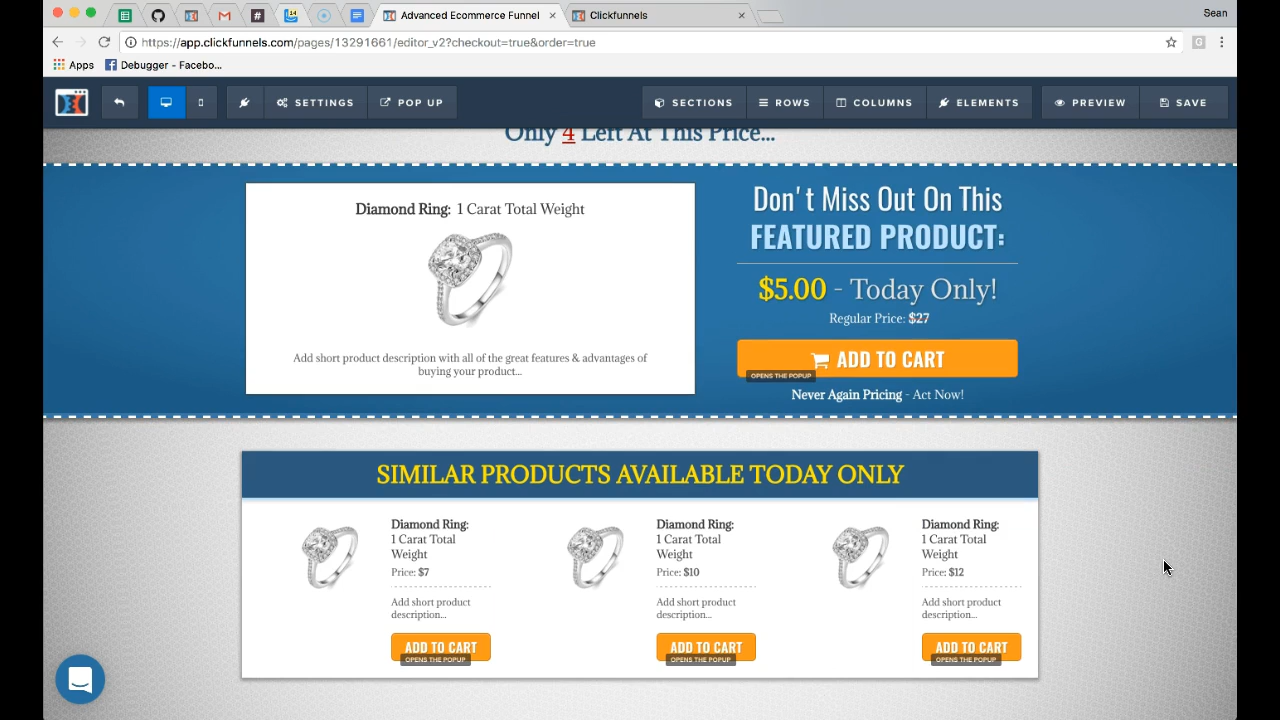 Advanced Ecommerce Funnel
Clickfunnels
Sean
https://app.clickfunnels.com/pages/13291661/editor_v2?checkout=true&order=true
Apps
Debugger - Facebo...
SETTINGS
POP UP
SECTIONS
ROWS
COLUMNS
ELEMENTS
PREVIEW
SAVE
Only 4 Left At This Price...
Diamond Ring: 1 Carat Total Weight
Add short product description with all of the great features & advantages of
buying your product...
Don't Miss Out On This
FEATURED PRODUCT:
$5.00 - Today Only!
Regular Price: $27
ADD TO CART
OPENS THE POPUP
Never Again Pricing - Act Now!
SIMILAR PRODUCTS AVAILABLE TODAY ONLY
Diamond Ring:
1 Carat Total
Weight
Price: $7
Add short product
description...
ADD TO CART
OPENS THE POPUP
Diamond Ring:
1 Carat Total
Weight
Price: $10
Add short product
description...
ADD TO CART
OPENS THE POPUP
Diamond Ring:
1 Carat Total
Weight
Price: $12
Add short product
description...
ADD TO CART
OPENS THE POPUP